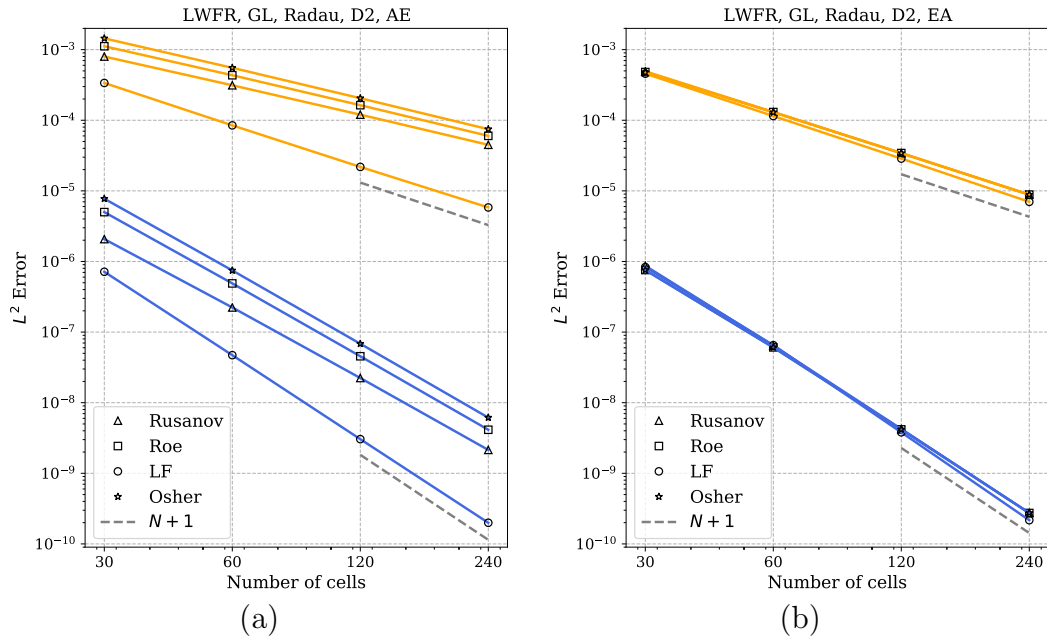 LWFR, GL, Radau, D2, AE
10⁻³
10⁻⁴
10⁻⁵
10⁻⁶
10⁻⁷
10⁻⁸
10⁻⁹
10⁻¹⁰
L² Error
Rusanov
Roe
LF
Osher
N + 1
30
60
120
240
Number of cells
(a)
LWFR, GL, Radau, D2, EA
10⁻³
10⁻⁴
10⁻⁵
10⁻⁶
10⁻⁷
10⁻⁸
10⁻⁹
10⁻¹⁰
L² Error
Rusanov
Roe
LF
Osher
N + 1
30
60
120
240
Number of cells
(b)